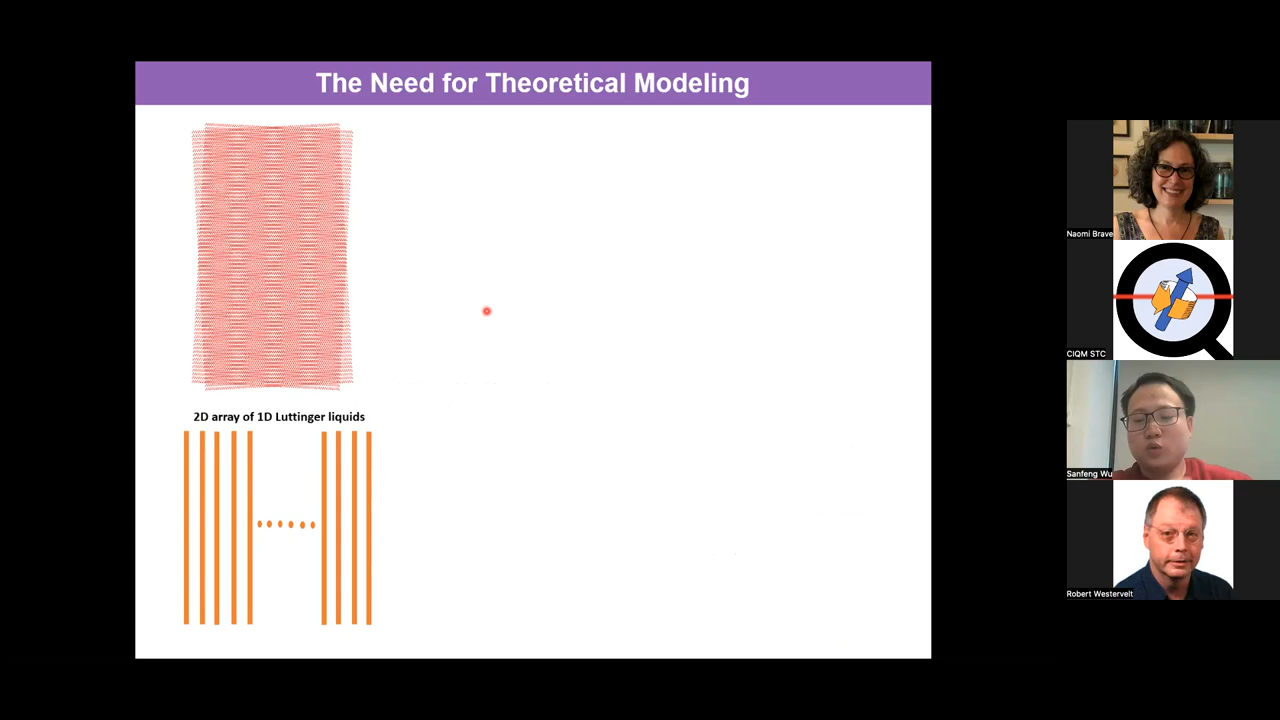 The Need for Theoretical Modeling
2D array of 1D Luttinger liquids
Naomi Brave
CIQM STC
Sanfeng Wu
Robert Westervelt